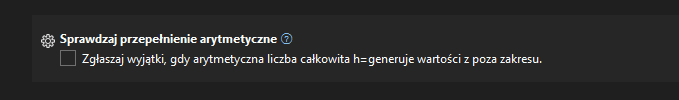 Sprawdzaj przepełnienie arytmetyczne
Zgłaszaj wyjątki, gdy arytmetyczna liczba całkowita h=generuje wartości z poza zakresu.